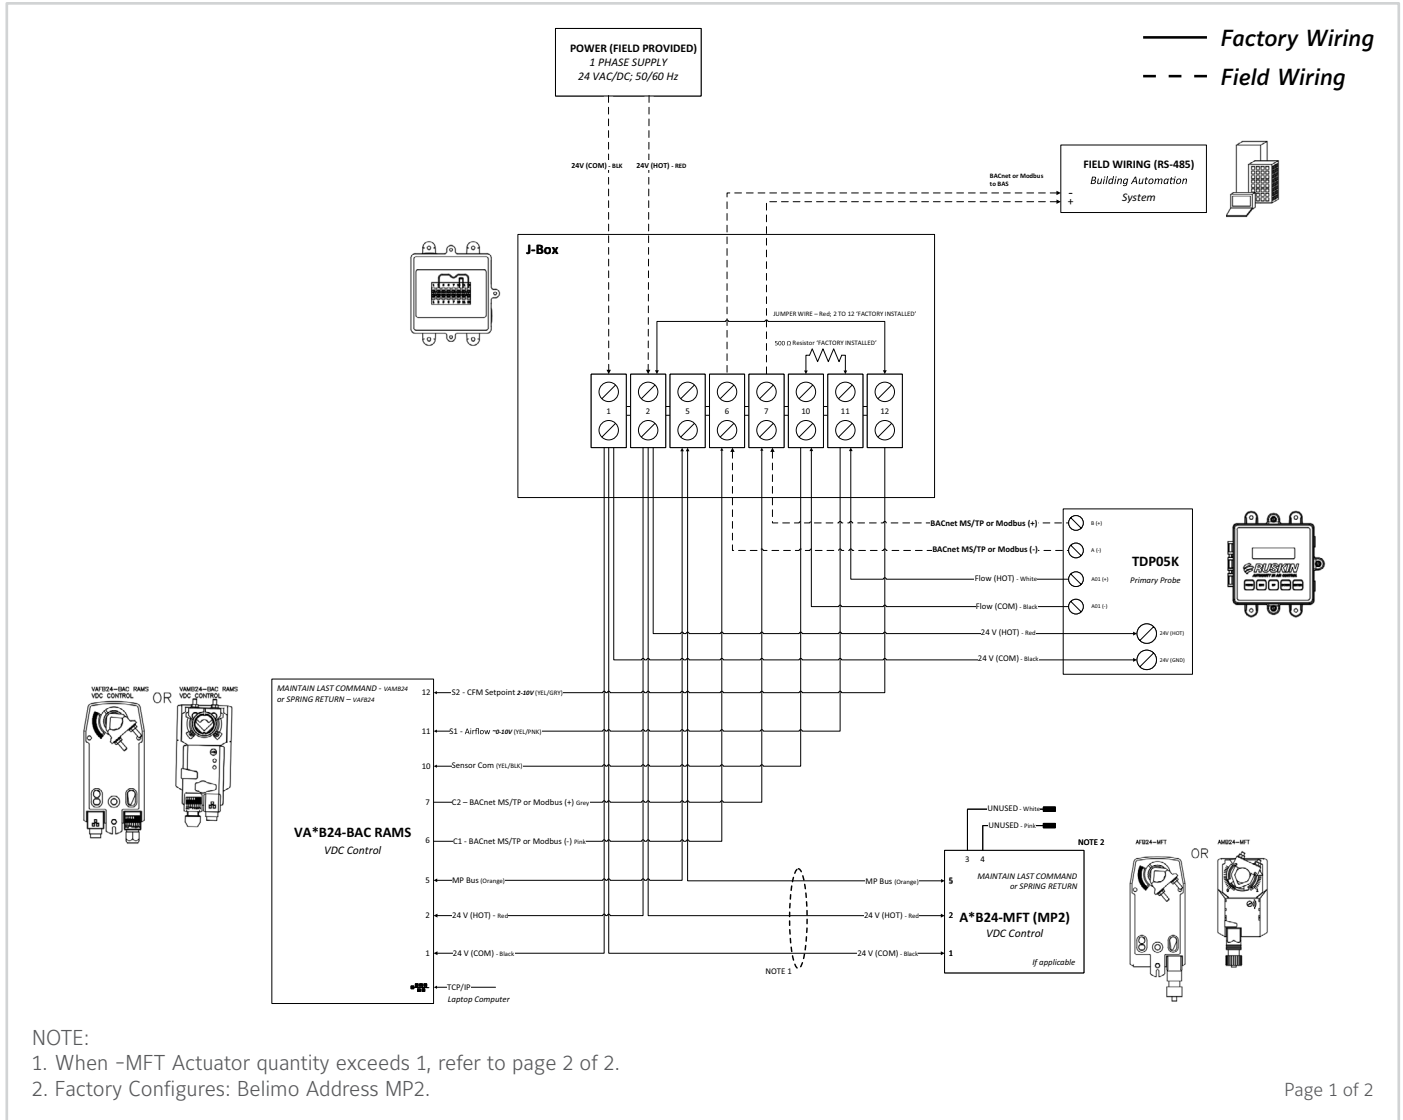 Factory Wiring
Field Wiring
POWER (FIELD PROVIDED)
1 PHASE SUPPLY
24 VAC/DC; 50/60 Hz
24V (COM) - BLK
24V (HOT) - RED
BACnet or Modbus
to BAS
FIELD WIRING (RS-485)
Building Automation
System
-
+
J-Box
JUMPER WIRE – Red; 2 TO 12 'FACTORY INSTALLED'
500 Ω Resistor 'FACTORY INSTALLED'
1 2 5 6 7 10 11 12
BACnet MS/TP or Modbus (+)
B (+)
BACnet MS/TP or Modbus (-)
A (-)
TDP05K
Primary Probe
Flow (HOT) - White
A01 (+)
Flow (COM) - Black
A01 (-)
24 V (HOT) - Red
24V (HOT)
24 V (COM) - Black
24V (GND)
RUSKIN
VAFB24-BAC RAMS
VDC CONTROL
OR
VAMB24-BAC RAMS
VDC CONTROL
MAINTAIN LAST COMMAND - VAMB24
or SPRING RETURN – VAFB24
12 S2 - CFM Setpoint 2-10V (YEL/GRY)
11 S1 - Airflow ~0-10V (YEL/PNK)
10 Sensor Com (YEL/BLK)
7 C2 – BACnet MS/TP or Modbus (+) Grey
6 C1 - BACnet MS/TP or Modbus (-) Pink
VA*B24-BAC RAMS
VDC Control
5 MP Bus (Orange)
2 24 V (HOT) - Red
1 24 V (COM) - Black
TCP/IP
Laptop Computer
UNUSED - White
UNUSED - Pink
3 4
NOTE 2
MAINTAIN LAST COMMAND
or SPRING RETURN
MP Bus (Orange) 5
24 V (HOT) - Red 2
24 V (COM) - Black 1
A*B24-MFT (MP2)
VDC Control
If applicable
NOTE 1
AFB24-MFT
OR
AMB24-MFT
NOTE:
1. When -MFT Actuator quantity exceeds 1, refer to page 2 of 2.
2. Factory Configures: Belimo Address MP2.
Page 1 of 2